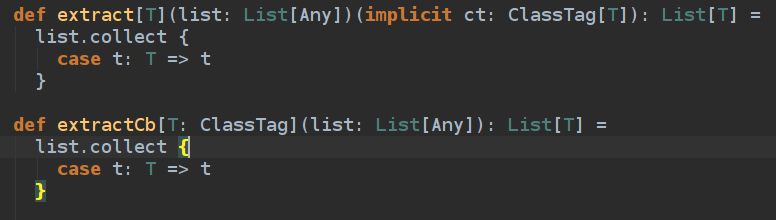 def extract[T](list: List[Any])(implicit ct: ClassTag[T]): List[T] =
  list.collect {
    case t: T => t
  }

def extractCb[T: ClassTag](list: List[Any]): List[T] =
  list.collect {
    case t: T => t
  }